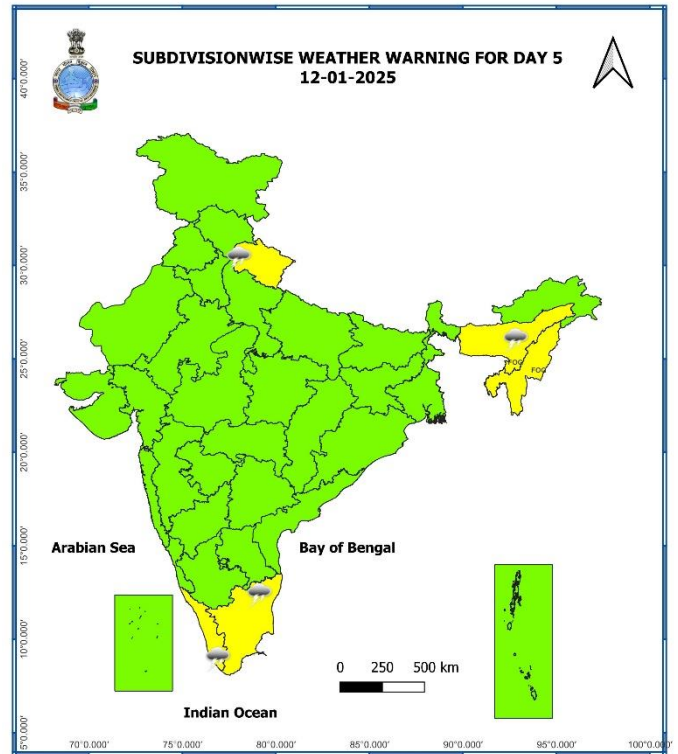 SUBDIVISIONWISE WEATHER WARNING FOR DAY 5
12-01-2025
40°0.000'
35°0.000'
30°0.000'
25°0.000'
20°0.000'
15°0.000'
10°0.000'
5°0.000'
FOG
FOG
Arabian Sea
Bay of Bengal
0 250 500 km
Indian Ocean
70°0.000' 75°0.000' 80°0.000' 90°0.000' 95°0.000' 100°0.000'